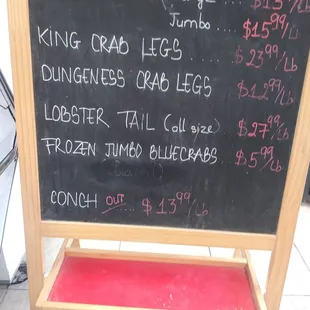 Jumbo .... $15.99/Lb
KING CRAB LEGS ..... $23.99/Lb
DUNGENESS CRAB LEGS $12.99/Lb
LOBSTER TAIL (all size) .. $27.99/Lb
FROZEN JUMBO BLUECRABS.. $5.99/Lb
CONCH OUT.... $13.99/Lb